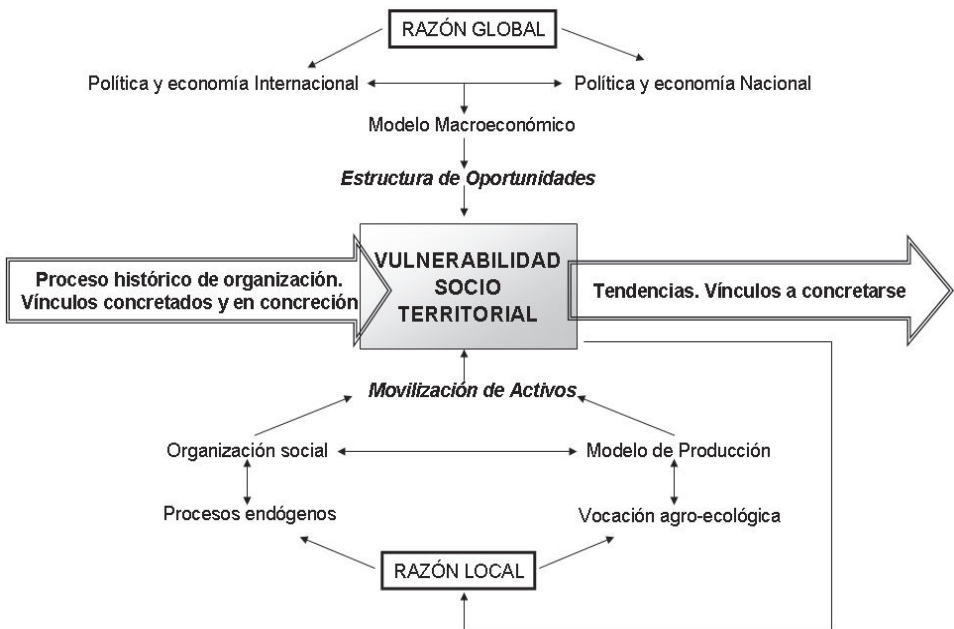 RAZÓN GLOBAL
Política y economía Internacional
Política y economía Nacional
Modelo Macroeconómico
Estructura de Oportunidades
Proceso histórico de organización.
Vínculos concretados y en concreción
VULNERABILIDAD
SOCIO
TERRITORIAL
Tendencias. Vínculos a concretarse
Movilización de Activos
Organización social
Modelo de Producción
Procesos endógenos
Vocación agro-ecológica
RAZÓN LOCAL